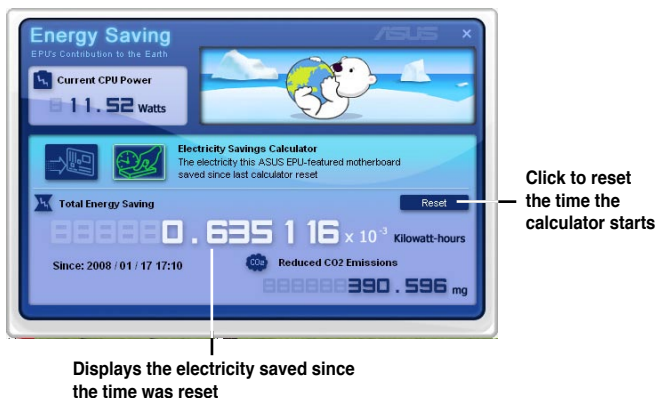 Energy Saving
ASUS
EPU's Contribution to the Earth
Current CPU Power
11.52 Watts
Electricity Savings Calculator
The electricity this ASUS EPU-featured motherboard
saved since last calculator reset
Total Energy Saving
Reset
0.635116 x 10⁻³ Kilowatt-hours
Since: 2008 / 01 / 17 17:10
CO2
Reduced CO2 Emissions
390.596 mg
Click to reset
the time the
calculator starts
Displays the electricity saved since
the time was reset